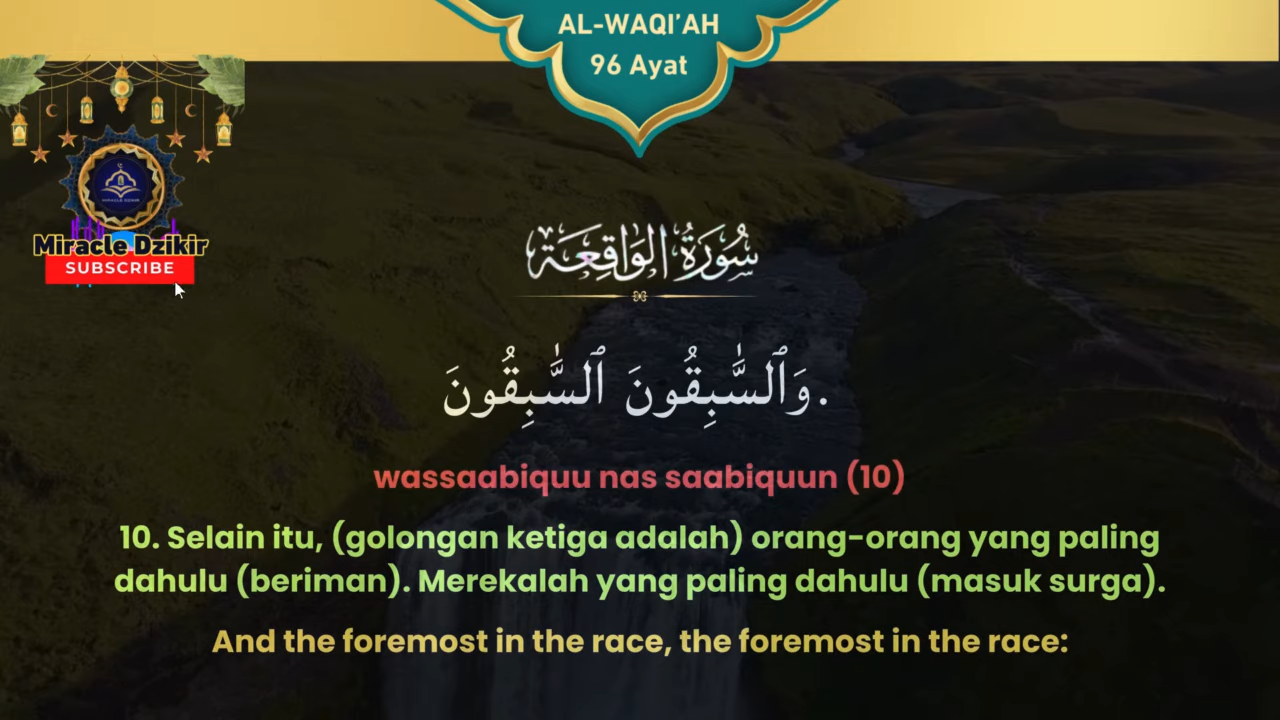 AL-WAQI’AH
96 Ayat
Miracle Dzikir
SUBSCRIBE
سُورَةُ الوَاقِعَة
.وَٱلسَّٰبِقُونَ ٱلسَّٰبِقُونَ
wassaabiquu nas saabiquun (10)
10. Selain itu, (golongan ketiga adalah) orang-orang yang paling
dahulu (beriman). Merekalah yang paling dahulu (masuk surga).
And the foremost in the race, the foremost in the race: